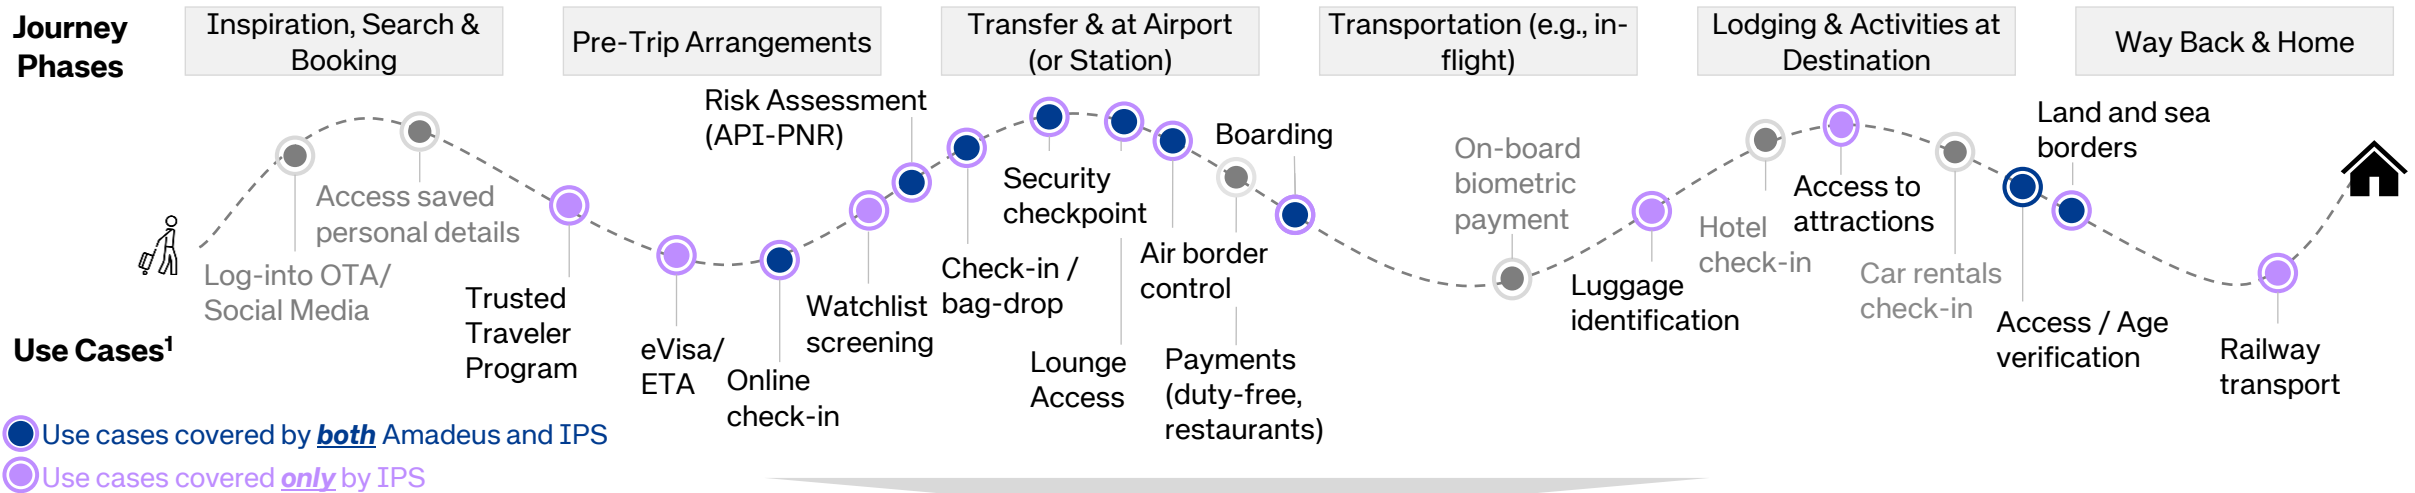 Journey
Phases
Inspiration, Search &
Booking
Pre-Trip Arrangements
Transfer & at Airport
(or Station)
Transportation (e.g., in-
flight)
Lodging & Activities at
Destination
Way Back & Home
Use Cases¹
Log-into OTA/
Social Media
Access saved
personal details
Trusted
Traveler
Program
eVisa/
ETA
Online
check-in
Watchlist
screening
Risk Assessment
(API-PNR)
Check-in /
bag-drop
Security
checkpoint
Lounge
Access
Air border
control
Payments
(duty-free,
restaurants)
Boarding
On-board
biometric
payment
Luggage
identification
Hotel
check-in
Access to
attractions
Car rentals
check-in
Access / Age
verification
Land and sea
borders
Railway
transport
Use cases covered by both Amadeus and IPS
Use cases covered only by IPS